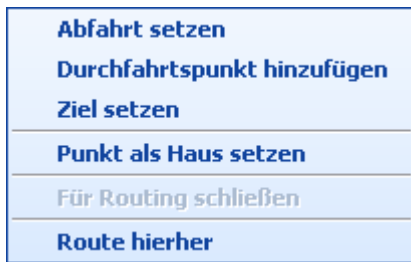 Abfahrt setzen
Durchfahrtspunkt hinzufügen
Ziel setzen
Punkt als Haus setzen
Für Routing schließen
Route hierher